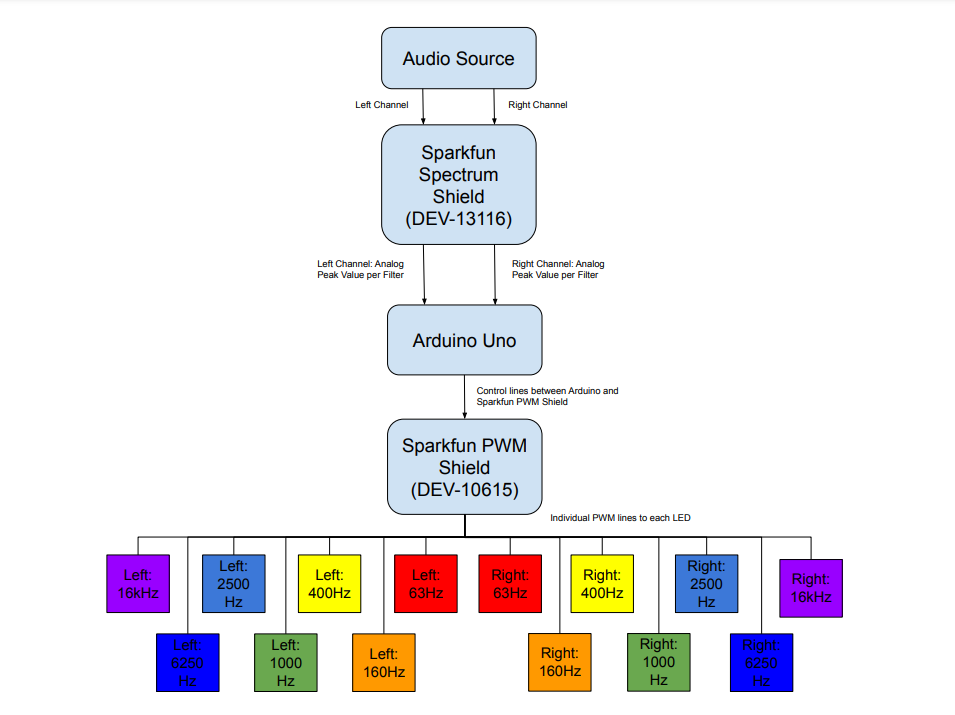 Audio Source
Left Channel
Right Channel
Sparkfun
Spectrum
Shield
(DEV-13116)
Left Channel: Analog
Peak Value per Filter
Right Channel: Analog
Peak Value per Filter
Arduino Uno
Control lines between Arduino and
Sparkfun PWM Shield
Sparkfun PWM
Shield
(DEV-10615)
Individual PWM lines to each LED
Left:
16kHz
Left:
2500
Hz
Left:
400Hz
Left:
63Hz
Right:
63Hz
Right:
400Hz
Right:
2500
Hz
Right:
16kHz
Left:
6250
Hz
Left:
1000
Hz
Left:
160Hz
Right:
160Hz
Right:
1000
Hz
Right:
6250
Hz